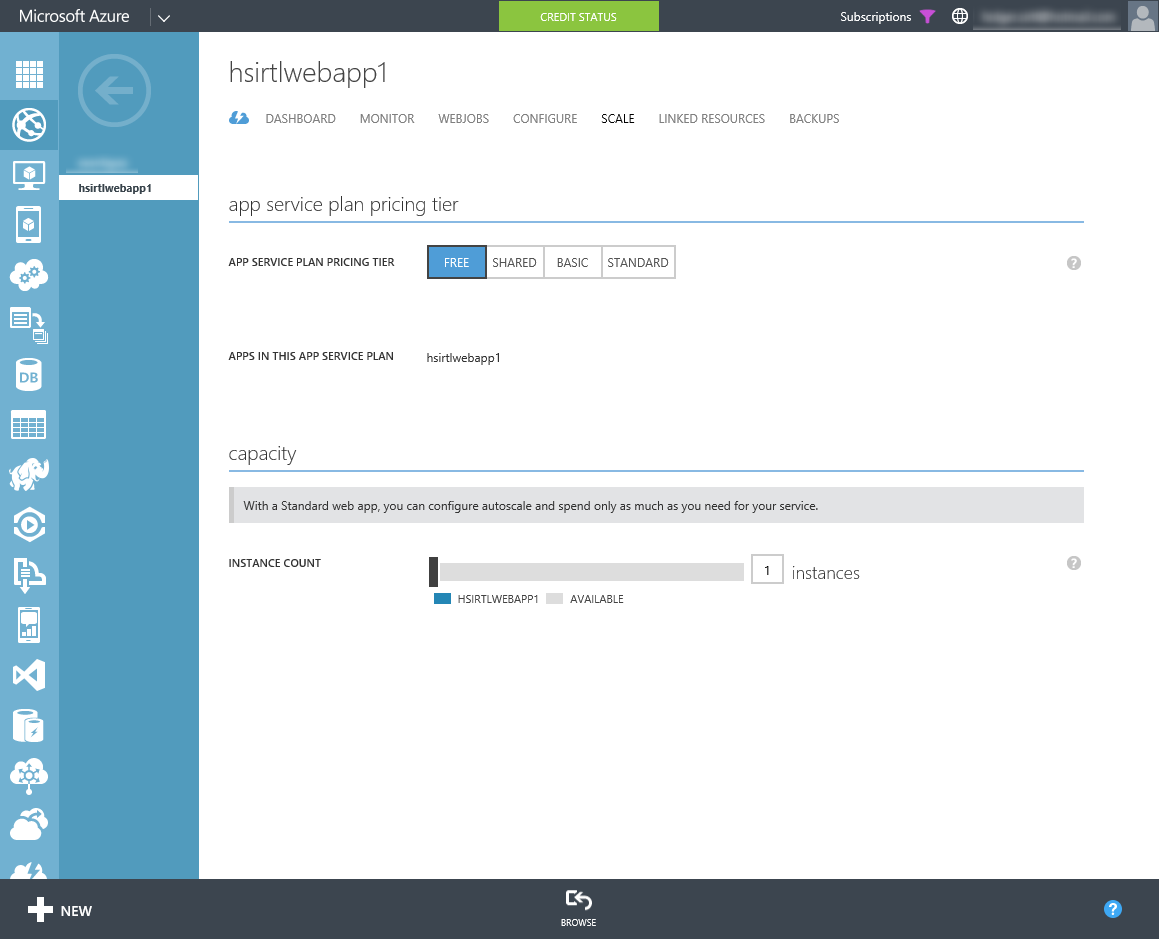 Microsoft Azure
CREDIT STATUS
Subscriptions
hsirtlwebapp1
hsirtlwebapp1
DASHBOARD MONITOR WEBJOBS CONFIGURE SCALE LINKED RESOURCES BACKUPS
app service plan pricing tier
APP SERVICE PLAN PRICING TIER FREE SHARED BASIC STANDARD ?
APPS IN THIS APP SERVICE PLAN hsirtlwebapp1
DB
capacity
With a Standard web app, you can configure autoscale and spend only as much as you need for your service.
INSTANCE COUNT 1 instances ?
HSIRTLWEBAPP1 AVAILABLE
NEW
BROWSE
?